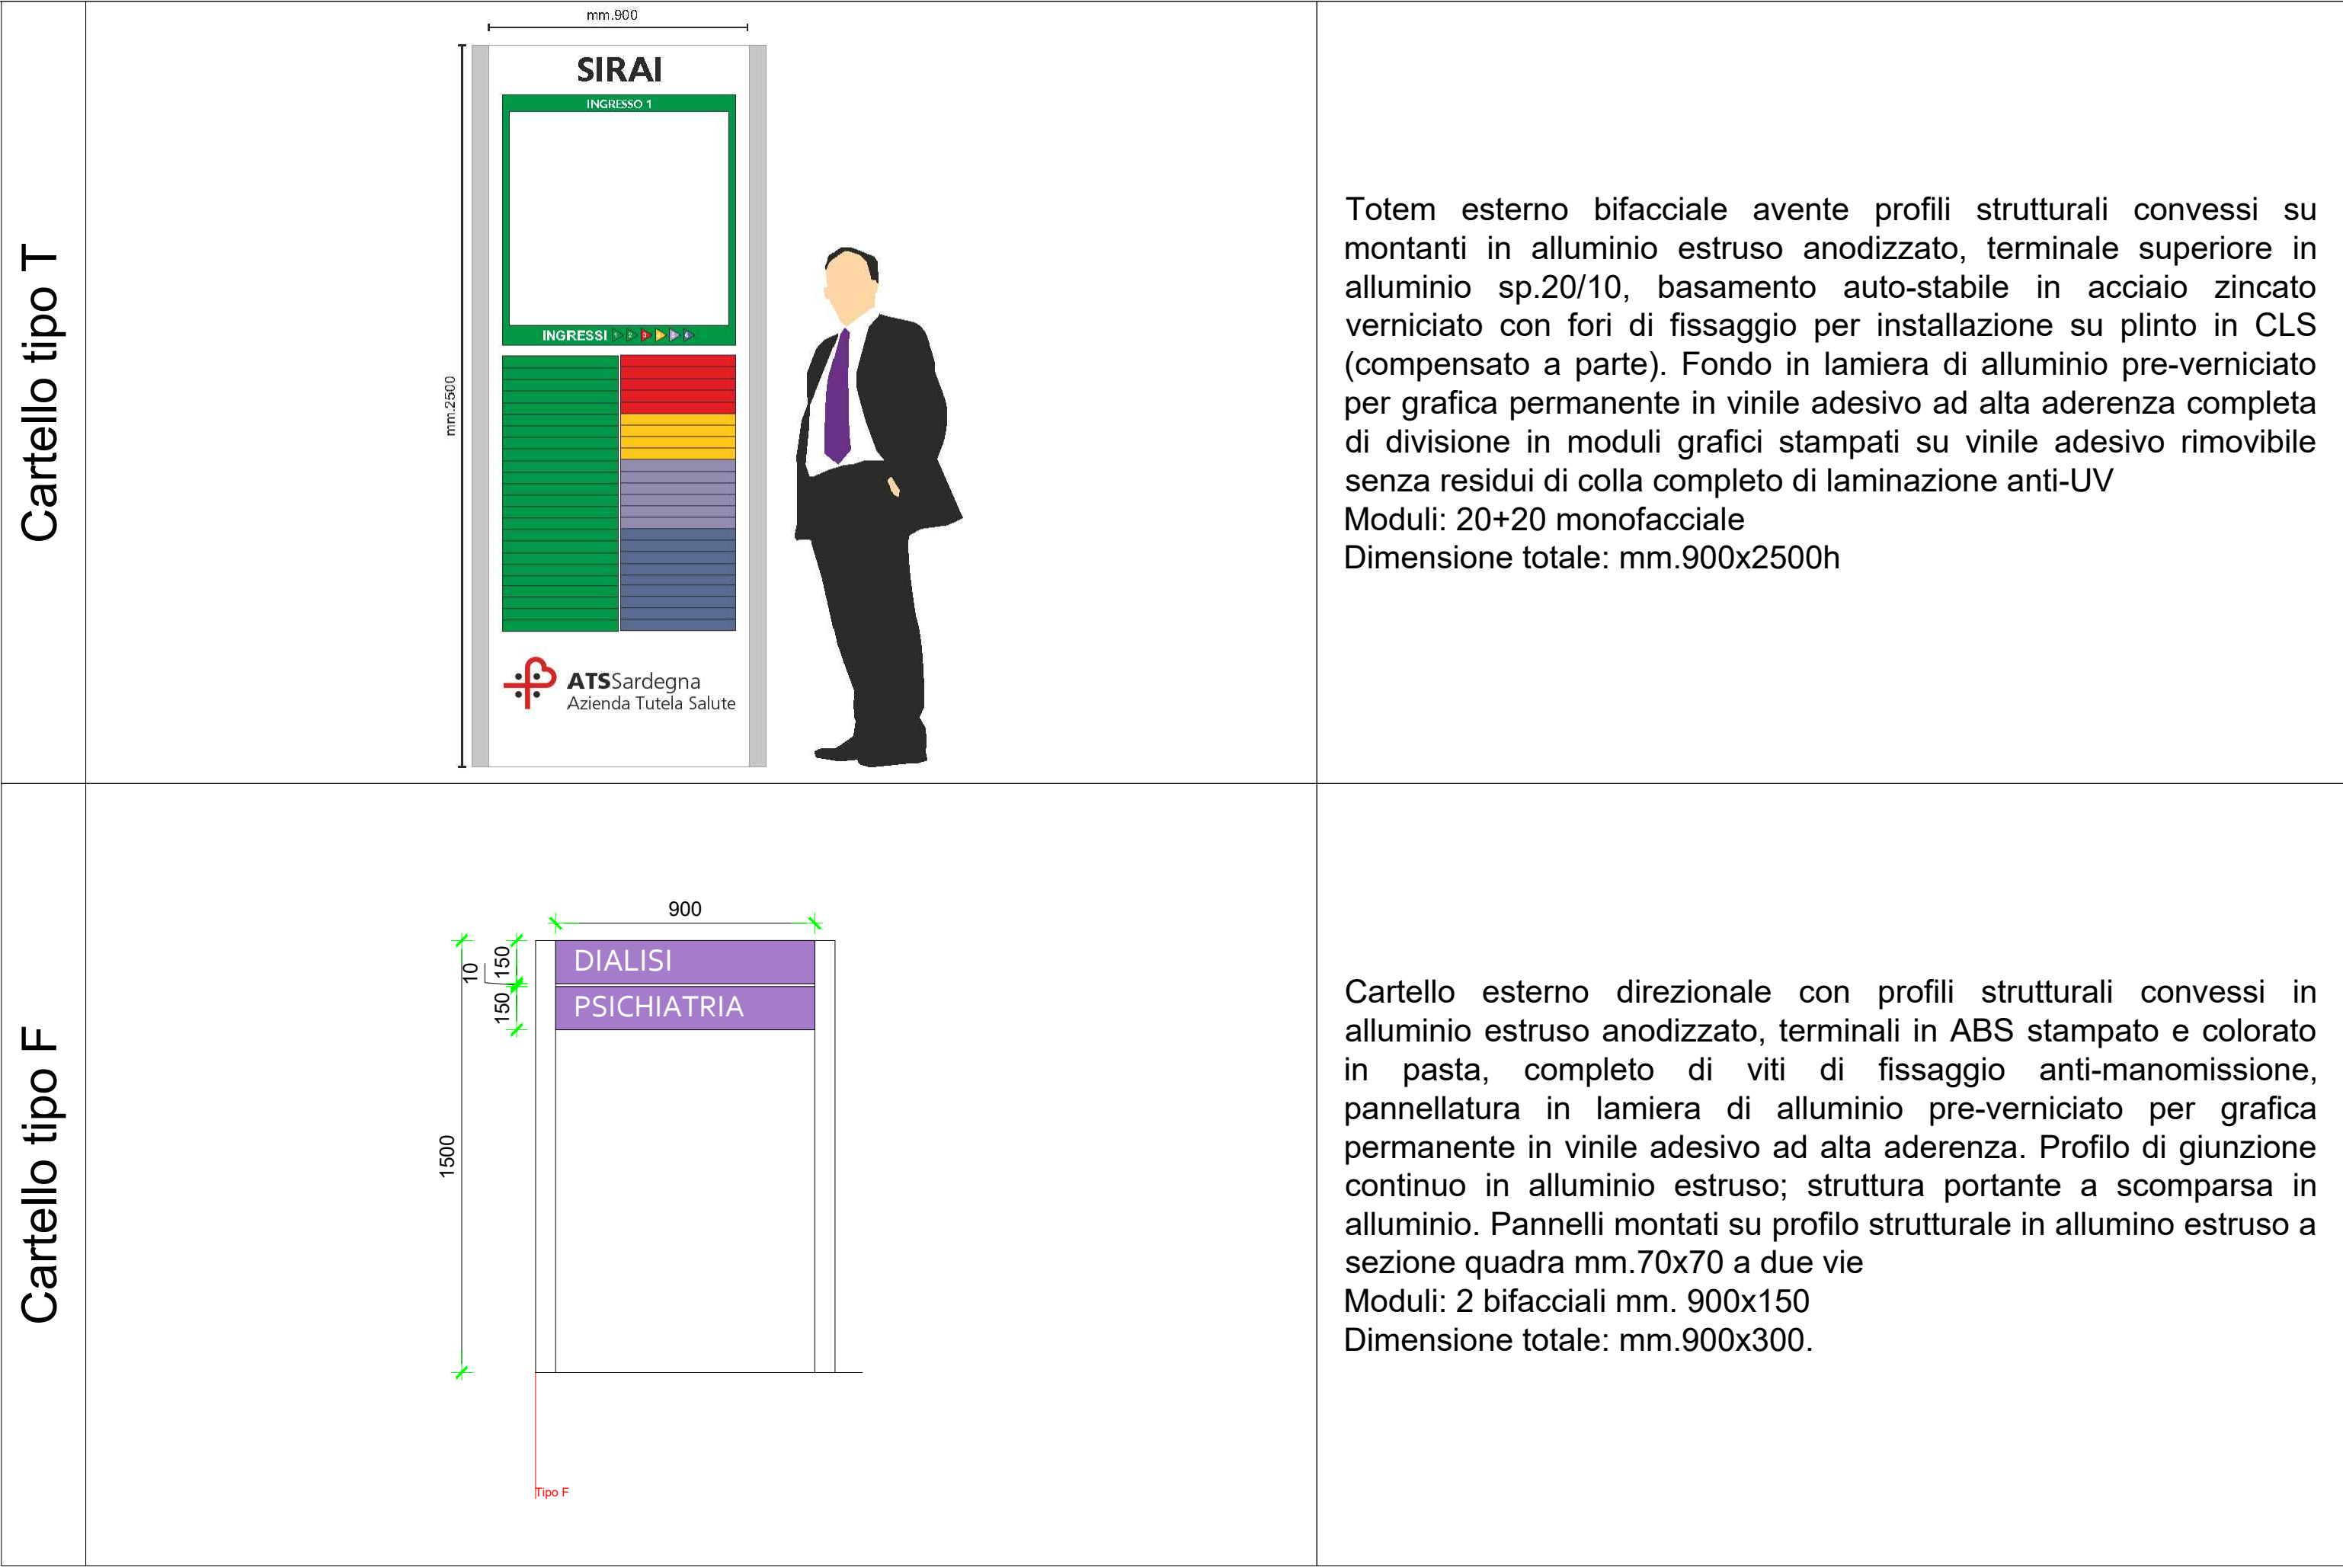 Cartello tipo T
mm.900
mm.2500
SIRAI
INGRESSO 1
INGRESSI
ATSSardegna
Azienda Tutela Salute
Totem esterno bifacciale avente profili strutturali convessi su
montanti in alluminio estruso anodizzato, terminale superiore in
alluminio sp.20/10, basamento auto-stabile in acciaio zincato
verniciato con fori di fissaggio per installazione su plinto in CLS
(compensato a parte). Fondo in lamiera di alluminio pre-verniciato
per grafica permanente in vinile adesivo ad alta aderenza completa
di divisione in moduli grafici stampati su vinile adesivo rimovibile
senza residui di colla completo di laminazione anti-UV
Moduli: 20+20 monofacciale
Dimensione totale: mm.900x2500h
Cartello tipo F
900
150
10
150
1500
DIALISI
PSICHIATRIA
Tipo F
Cartello esterno direzionale con profili strutturali convessi in
alluminio estruso anodizzato, terminali in ABS stampato e colorato
in pasta, completo di viti di fissaggio anti-manomissione,
pannellatura in lamiera di alluminio pre-verniciato per grafica
permanente in vinile adesivo ad alta aderenza. Profilo di giunzione
continuo in alluminio estruso; struttura portante a scomparsa in
alluminio. Pannelli montati su profilo strutturale in allumino estruso a
sezione quadra mm.70x70 a due vie
Moduli: 2 bifacciali mm. 900x150
Dimensione totale: mm.900x300.